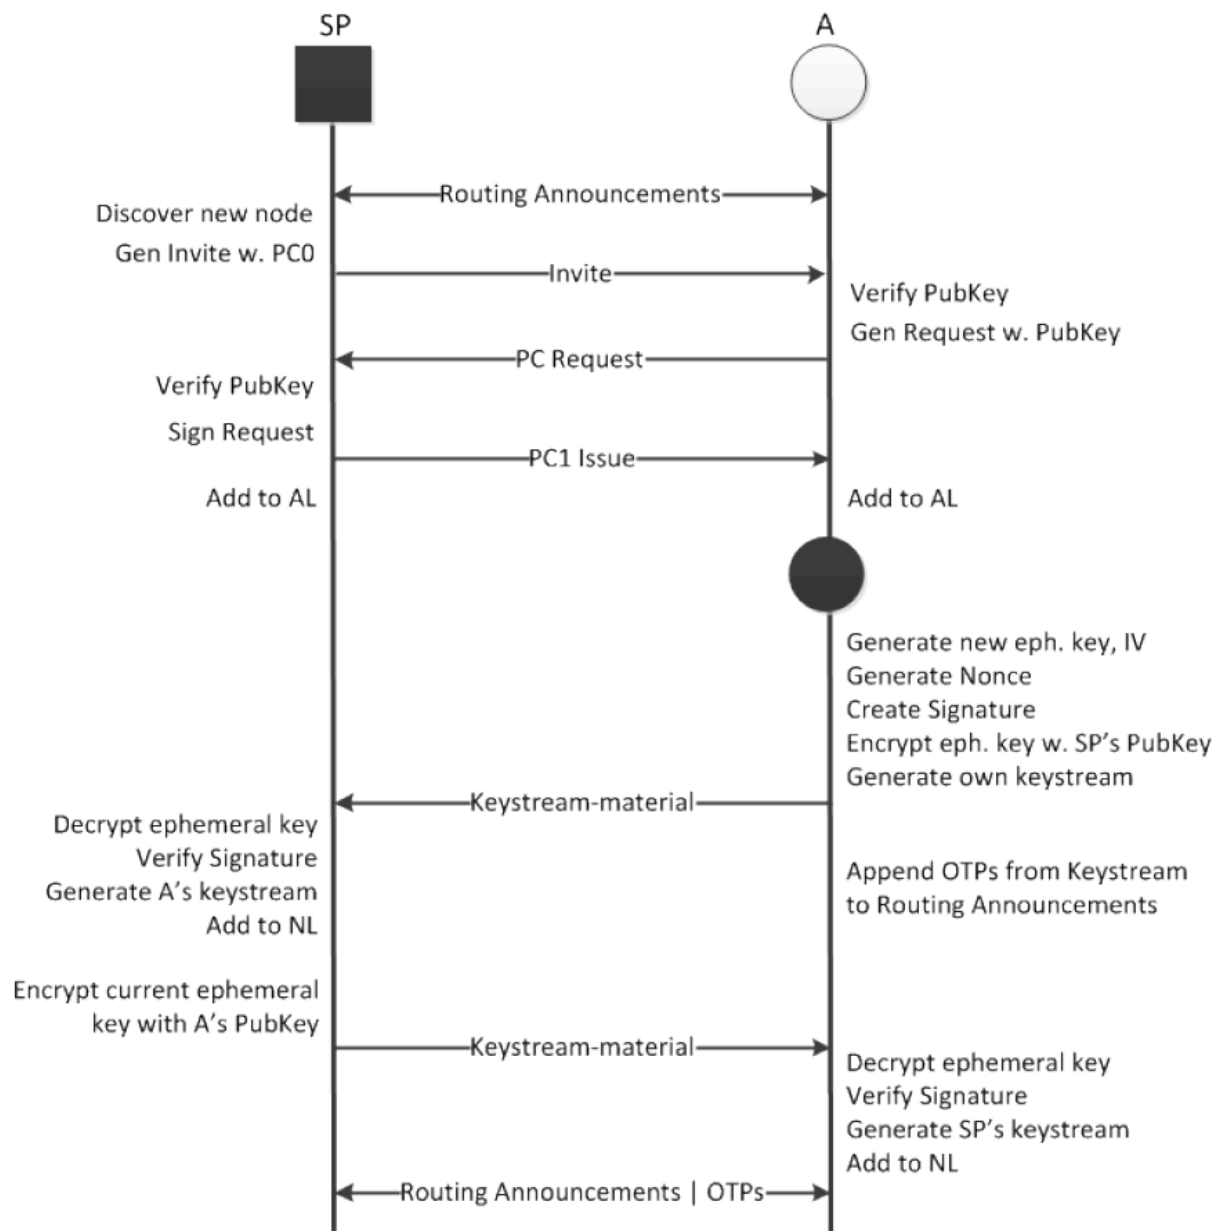 SP
A
Routing Announcements
Discover new node
Gen Invite w. PC0
Invite
Verify PubKey
Gen Request w. PubKey
PC Request
Verify PubKey
Sign Request
PC1 Issue
Add to AL
Add to AL
Generate new eph. key, IV
Generate Nonce
Create Signature
Encrypt eph. key w. SP’s PubKey
Generate own keystream
Keystream-material
Decrypt ephemeral key
Verify Signature
Generate A’s keystream
Add to NL
Append OTPs from Keystream
to Routing Announcements
Encrypt current ephemeral
key with A’s PubKey
Keystream-material
Decrypt ephemeral key
Verify Signature
Generate SP’s keystream
Add to NL
Routing Announcements | OTPs